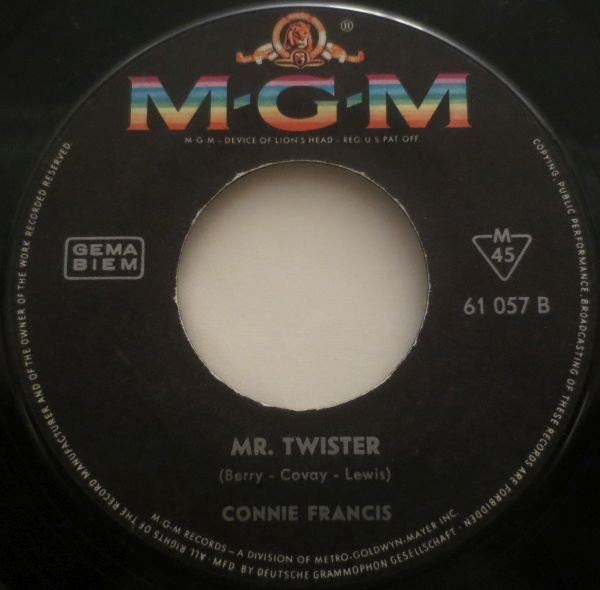 ®
M-G-M
M-G-M - DEVICE OF LION'S HEAD - REG. U S PAT. OFF.
GEMA
BIEM
M
45
61 057 B
MR. TWISTER
(Berry - Covay - Lewis)
CONNIE FRANCIS
M-G-M RECORDS — A DIVISION OF METRO-GOLDWYN-MAYER INC.
ALL RIGHTS OF THE RECORD MANUFACTURER AND OF THE OWNER OF THE WORK RECORDED RESERVED.
COPYING, PUBLIC PERFORMANCE, BROADCASTING OF THESE RECORDS ARE FORBIDDEN
· MFD BY DEUTSCHE GRAMMOPHON GESELLSCHAFT ·